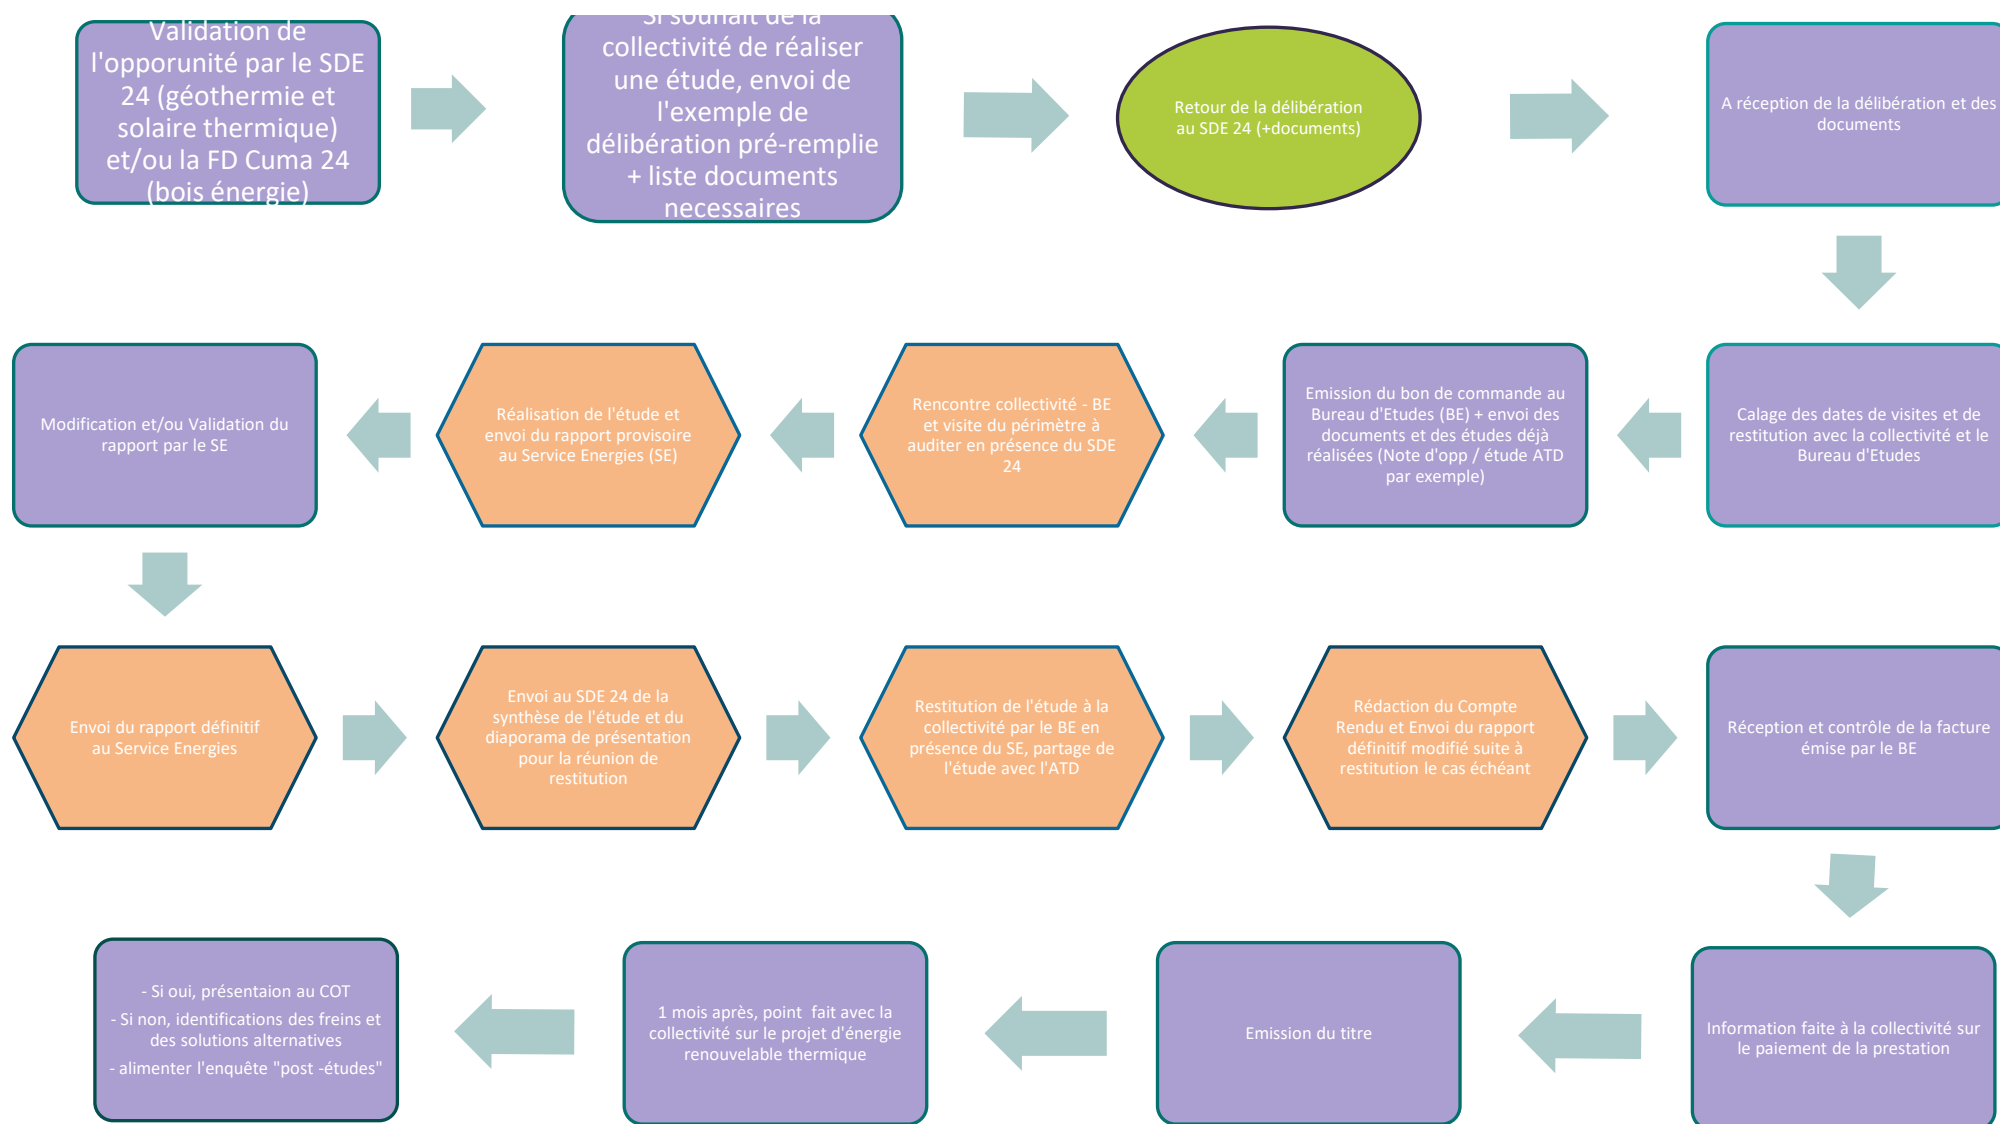 Validation de
l'opporunité par le SDE
24 (géothermie et
solaire thermique)
et/ou la FD Cuma 24
(bois énergie)
Si souhait de la
collectivité de réaliser
une étude, envoi de
l'exemple de
délibération pré-remplie
+ liste documents
necessaires
Retour de la délibération
au SDE 24 (+documents)
A réception de la délibération et des
documents
Calage des dates de visites et de
restitution avec la collectivité et le
Bureau d'Etudes
Emission du bon de commande au
Bureau d'Etudes (BE) + envoi des
documents et des études déjà
réalisées (Note d'opp / étude ATD
par exemple)
Rencontre collectivité - BE
et visite du périmètre à
auditer en présence du SDE
24
Réalisation de l'étude et
envoi du rapport provisoire
au Service Energies (SE)
Modification et/ou Validation du
rapport par le SE
Envoi du rapport définitif
au Service Energies
Envoi au SDE 24 de la
synthèse de l'étude et du
diaporama de présentation
pour la réunion de
restitution
Restitution de l'étude à la
collectivité par le BE en
présence du SE, partage de
l'étude avec l'ATD
Rédaction du Compte
Rendu et Envoi du rapport
définitif modifié suite à
restitution le cas échéant
Réception et contrôle de la facture
émise par le BE
Information faite à la collectivité sur
le paiement de la prestation
Emission du titre
1 mois après, point  fait avec la
collectivité sur le projet d'énergie
renouvelable thermique
- Si oui, présentaion au COT
- Si non, identifications des freins et
des solutions alternatives
- alimenter l'enquête "post -études"